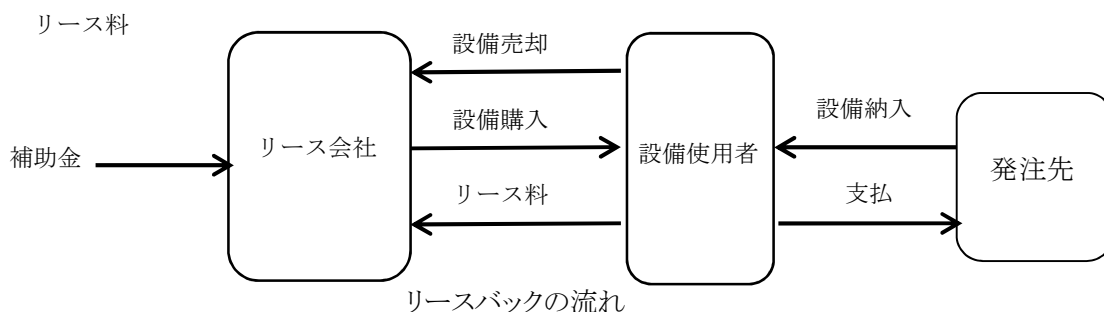 リース料
設備売却
設備納入
設備購入
リース会社
設備使用者
補助金
発注先
リース料
支払
リースバックの流れ